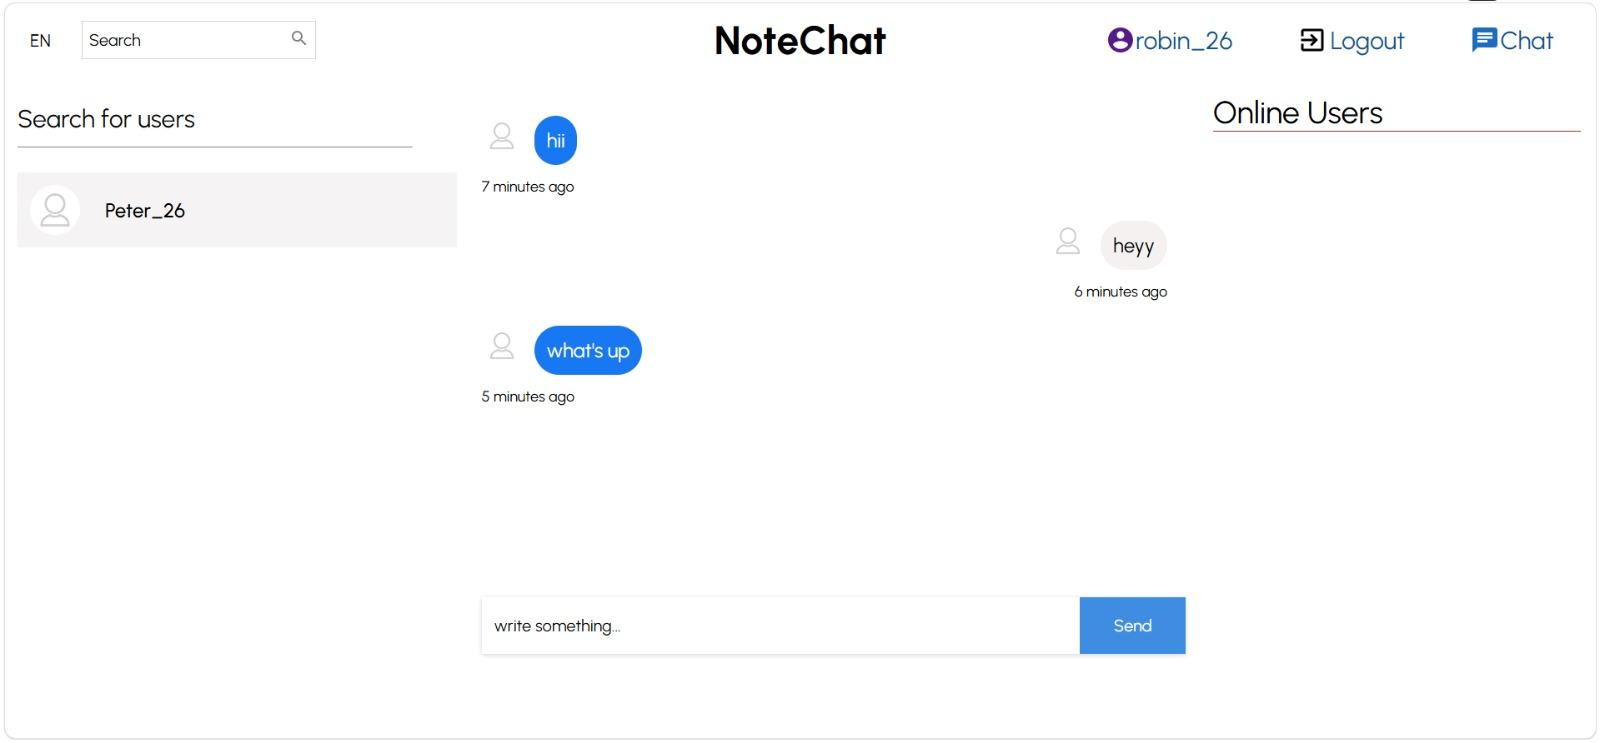 EN
Search
NoteChat
robin_26
Logout
Chat
Search for users
Peter_26
hii
7 minutes ago
heyy
6 minutes ago
what's up
5 minutes ago
write something...
Send
Online Users